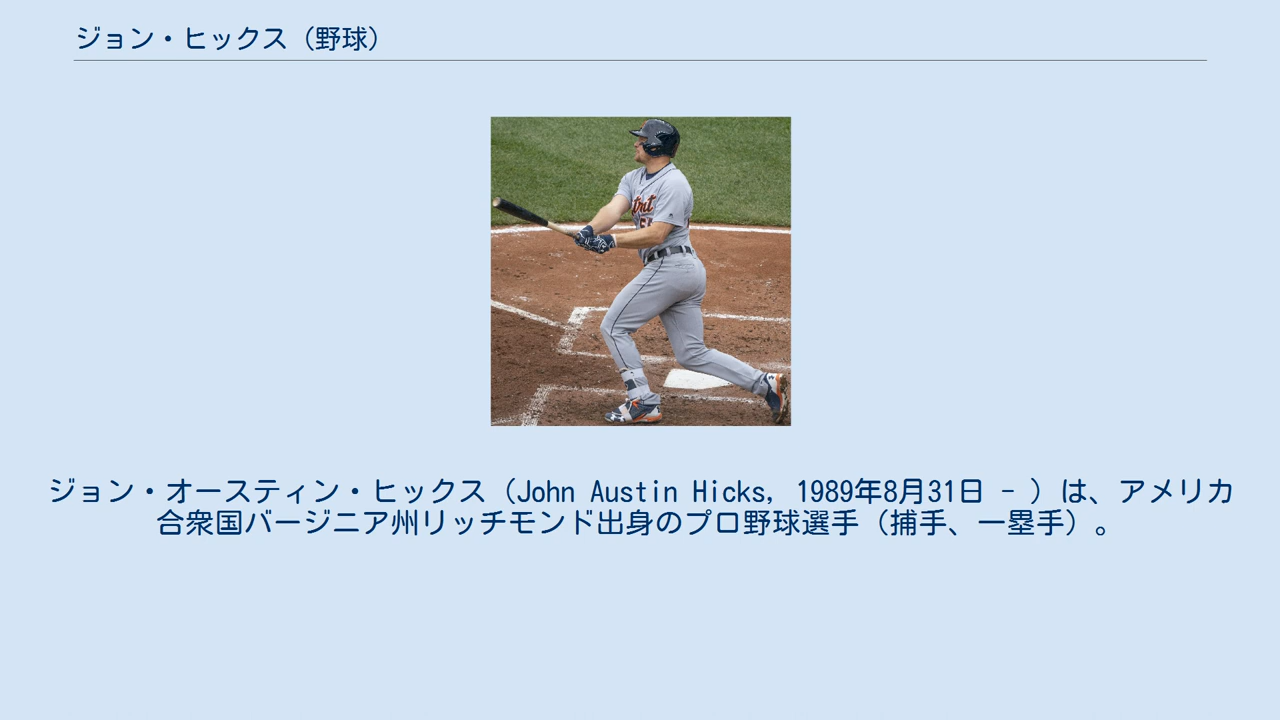 ジョン・ヒックス（野球）
ジョン・オースティン・ヒックス（John Austin Hicks, 1989年8月31日 - ）は、アメリカ
合衆国バージニア州リッチモンド出身のプロ野球選手（捕手、一塁手）。